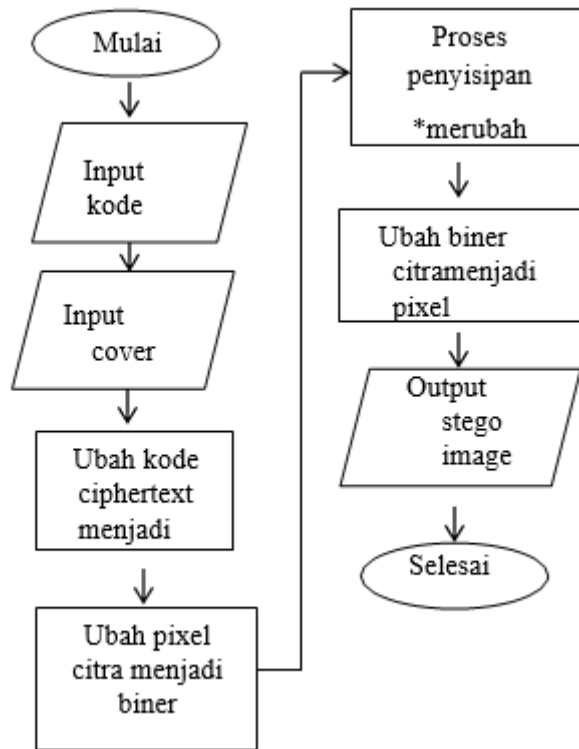 Mulai
Input
kode
Input
cover
Ubah kode
ciphertext
menjadi
Ubah pixel
citra menjadi
biner
Proses
penyisipan
*merubah
Ubah biner
citramenjadi
pixel
Output
stego
image
Selesai